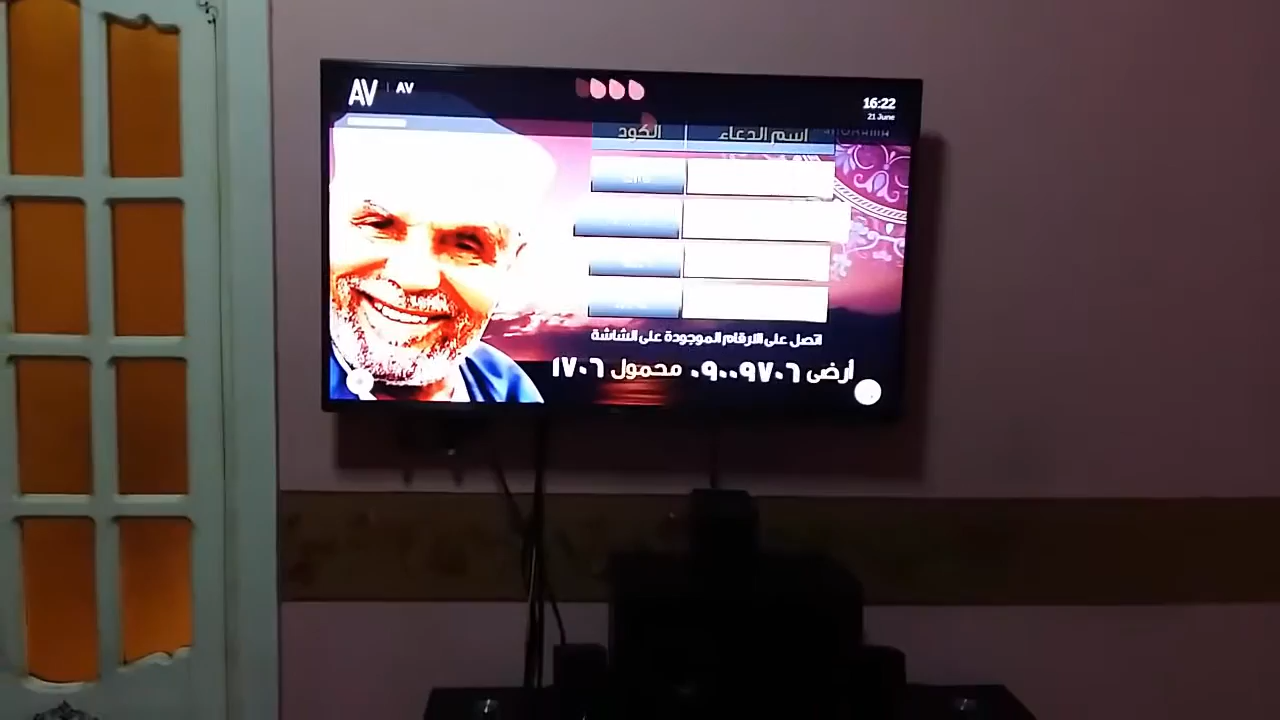 AV | AV
16:22
21 June
اسم الدعاء الكود
اتصل على الارقام الموجودة على الشاشة
أرضى ٠٩٠٠٩٧٠٦ محمول ١٧٠٦